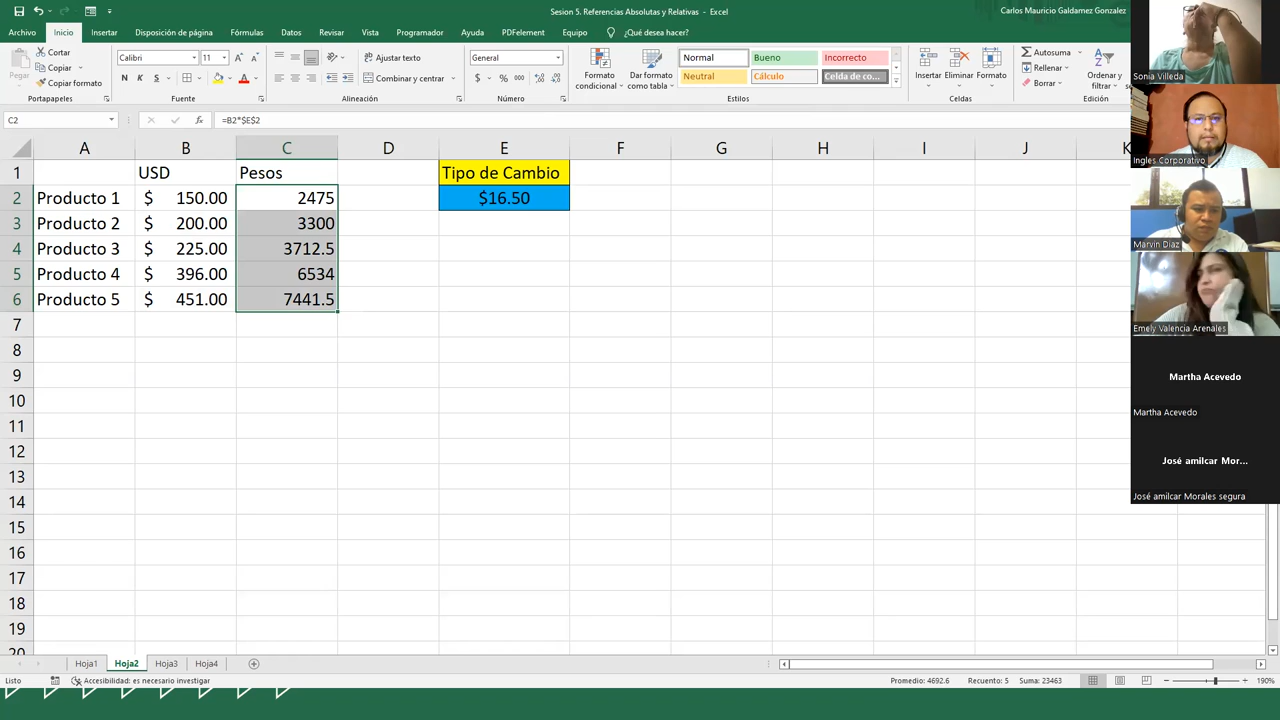 Sesion 5. Referencias Absolutas y Relativas - Excel
Carlos Mauricio Galdamez Gonzalez
Archivo Inicio Insertar Disposición de página Fórmulas Datos Revisar Vista Programador Ayuda PDFelement Equipo ¿Qué desea hacer?
Pegar
Cortar
Copiar
Copiar formato
Portapapeles
Calibri 11
N K S
Fuente
Ajustar texto
Combinar y centrar
Alineación
General
$ % 000
Número
Formato condicional
Dar formato como tabla
Normal Bueno Incorrecto
Neutral Cálculo Celda de co...
Estilos
Insertar Eliminar Formato
Celdas
Autosuma
Rellenar
Borrar
Ordenar y filtrar
Edición
C2 fx =B2*$E$2
A B C D E F G H I J K
1 USD Pesos Tipo de Cambio
2 Producto 1 $ 150.00 2475 $16.50
3 Producto 2 $ 200.00 3300
4 Producto 3 $ 225.00 3712.5
5 Producto 4 $ 396.00 6534
6 Producto 5 $ 451.00 7441.5
7
8
9
10
11
12
13
14
15
16
17
18
19
20
Hoja1 Hoja2 Hoja3 Hoja4
Listo Accesibilidad: es necesario investigar Promedio: 4692.6 Recuento: 5 Suma: 23463 190%
Sonia Villeda
Ingles Corporativo
Marvin Diaz
Emely Valencia Arenales
Martha Acevedo
Martha Acevedo
José amilcar Mor...
José amilcar Morales segura